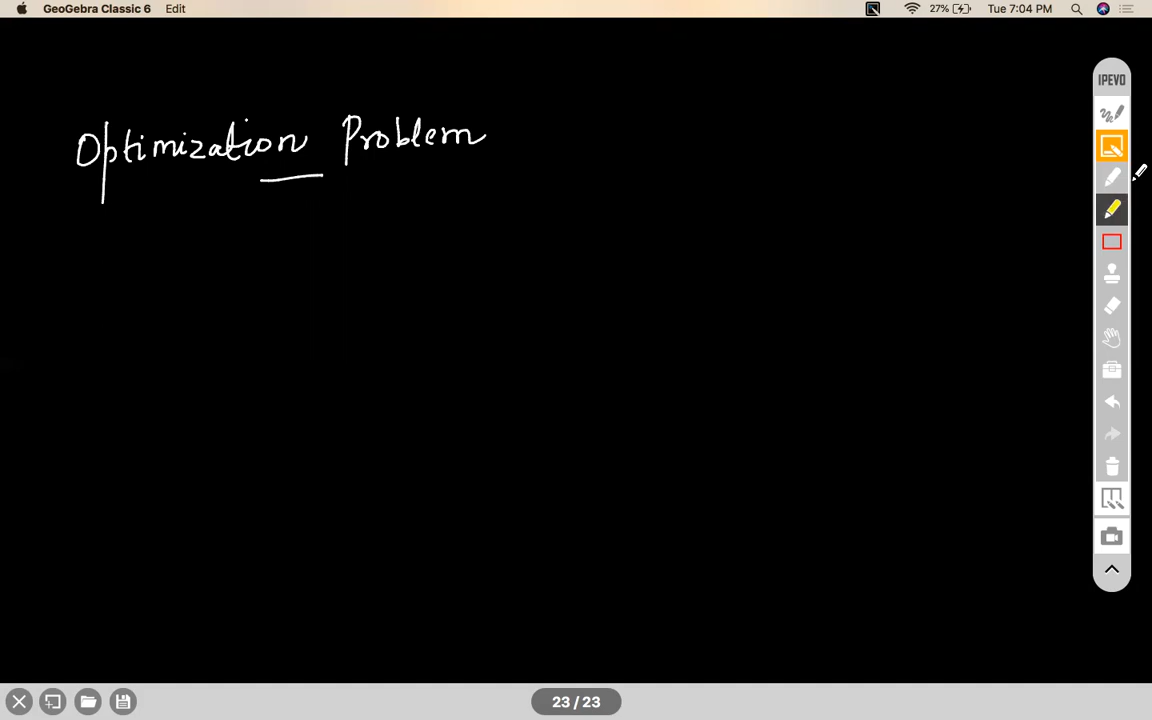 GeoGebra Classic 6 Edit 27% Tue 7:04 PM
IPEVO
Optimization Problem
23 / 23